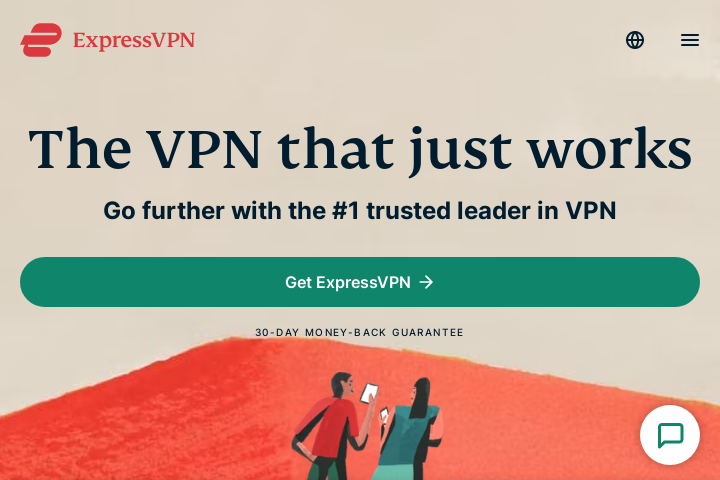 ExpressVPN
The VPN that just works
Go further with the #1 trusted leader in VPN
Get ExpressVPN
30-DAY MONEY-BACK GUARANTEE